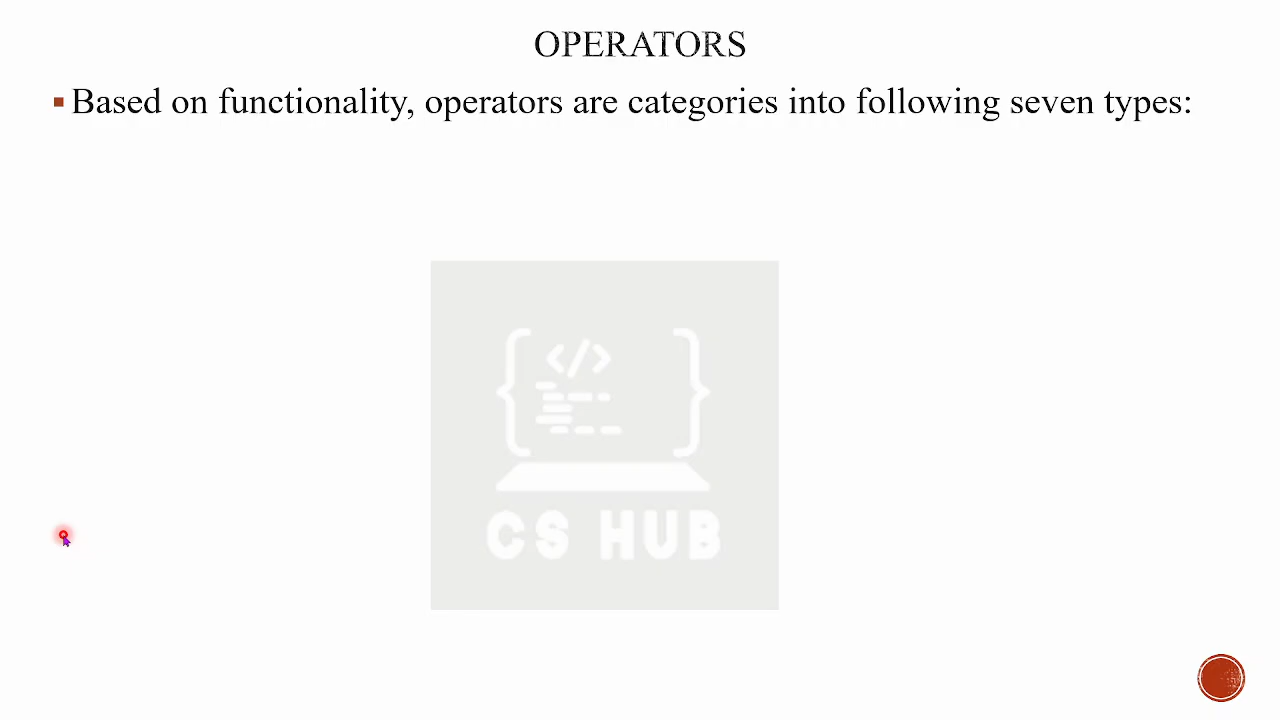 OPERATORS
Based on functionality, operators are categories into following seven types:
</>
CS HUB